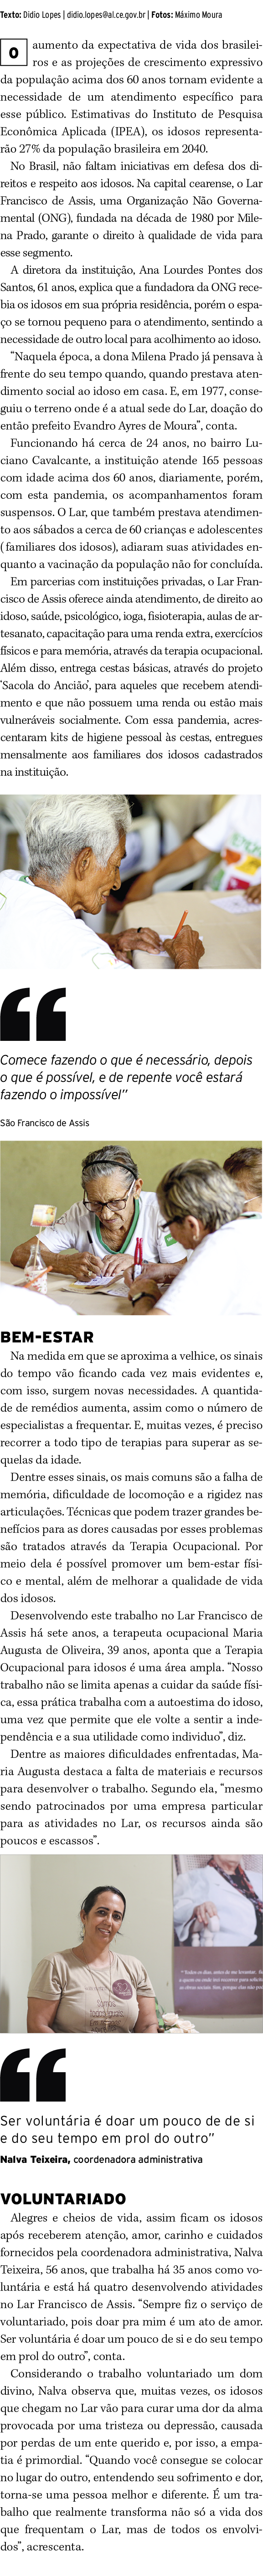 Texto: Didio Lopes | didio.lopes@al.ce.gov.br | Fotos: Máximo Moura
O aumento da expectativa de vida dos brasilei-
ros e as projeções de crescimento expressivo
da população acima dos 60 anos tornam evidente a
necessidade de um atendimento específico para
esse público. Estimativas do Instituto de Pesquisa
Econômica Aplicada (IPEA), os idosos representa-
rão 27% da população brasileira em 2040.
No Brasil, não faltam iniciativas em defesa dos di-
reitos e respeito aos idosos. Na capital cearense, o Lar
Francisco de Assis, uma Organização Não Governa-
mental (ONG), fundada na década de 1980 por Mile-
na Prado, garante o direito à qualidade de vida para
esse segmento.
A diretora da instituição, Ana Lourdes Pontes dos
Santos, 61 anos, explica que a fundadora da ONG rece-
bia os idosos em sua própria residência, porém o espa-
ço se tornou pequeno para o atendimento, sentindo a
necessidade de outro local para acolhimento ao idoso.
"Naquela época, a dona Milena Prado já pensava à
frente do seu tempo quando, quando prestava aten-
dimento social ao idoso em casa. E, em 1977, conse-
guiu o terreno onde é a atual sede do Lar, doação do
então prefeito Evandro Ayres de Moura", conta.
Funcionando há cerca de 24 anos, no bairro Lu-
ciano Cavalcante, a instituição atende 165 pessoas
com idade acima dos 60 anos, diariamente, porém,
com esta pandemia, os acompanhamentos foram
suspensos. O Lar, que também prestava atendimen-
to aos sábados a cerca de 60 crianças e adolescentes
( familiares dos idosos), adiaram suas atividades en-
quanto a vacinação da população não for concluída.
Em parcerias com instituições privadas, o Lar Fran-
cisco de Assis oferece ainda atendimento, de direito ao
idoso, saúde, psicológico, ioga, fisioterapia, aulas de ar-
tesanato, capacitação para uma renda extra, exercícios
físicos e para memória, através da terapia ocupacional.
Além disso, entrega cestas básicas, através do projeto
'Sacola do Ancião', para aqueles que recebem atendi-
mento e que não possuem uma renda ou estão mais
vulneráveis socialmente. Com essa pandemia, acres-
centaram kits de higiene pessoal às cestas, entregues
mensalmente aos familiares dos idosos cadastrados
na instituição.
“
Comece fazendo o que é necessário, depois
o que é possível, e de repente você estará
fazendo o impossível”
São Francisco de Assis
BEM-ESTAR
Na medida em que se aproxima a velhice, os sinais
do tempo vão ficando cada vez mais evidentes e,
com isso, surgem novas necessidades. A quantida-
de de remédios aumenta, assim como o número de
especialistas a frequentar. E, muitas vezes, é preciso
recorrer a todo tipo de terapias para superar as se-
quelas da idade.
Dentre esses sinais, os mais comuns são a falha de
memória, dificuldade de locomoção e a rigidez nas
articulações. Técnicas que podem trazer grandes be-
nefícios para as dores causadas por esses problemas
são tratados através da Terapia Ocupacional. Por
meio dela é possível promover um bem-estar físi-
co e mental, além de melhorar a qualidade de vida
dos idosos.
Desenvolvendo este trabalho no Lar Francisco de
Assis há sete anos, a terapeuta ocupacional Maria
Augusta de Oliveira, 39 anos, aponta que a Terapia
Ocupacional para idosos é uma área ampla. "Nosso
trabalho não se limita apenas a cuidar da saúde físi-
ca, essa prática trabalha com a autoestima do idoso,
uma vez que permite que ele volte a sentir a inde-
pendência e a sua utilidade como individuo", diz.
Dentre as maiores dificuldades enfrentadas, Ma-
ria Augusta destaca a falta de materiais e recursos
para desenvolver o trabalho. Segundo ela, "mesmo
sendo patrocinados por uma empresa particular
para as atividades no Lar, os recursos ainda são
poucos e escassos".
“
Ser voluntária é doar um pouco de de si
e do seu tempo em prol do outro”
Nalva Teixeira, coordenadora administrativa
VOLUNTARIADO
Alegres e cheios de vida, assim ficam os idosos
após receberem atenção, amor, carinho e cuidados
fornecidos pela coordenadora administrativa, Nalva
Teixeira, 56 anos, que trabalha há 35 anos como vo-
luntária e está há quatro desenvolvendo atividades
no Lar Francisco de Assis. "Sempre fiz o serviço de
voluntariado, pois doar pra mim é um ato de amor.
Ser voluntária é doar um pouco de si e do seu tempo
em prol do outro", conta.
Considerando o trabalho voluntariado um dom
divino, Nalva observa que, muitas vezes, os idosos
que chegam no Lar vão para curar uma dor da alma
provocada por uma tristeza ou depressão, causada
por perdas de um ente querido e, por isso, a empa-
tia é primordial. "Quando você consegue se colocar
no lugar do outro, entendendo seu sofrimento e dor,
torna-se uma pessoa melhor e diferente. É um tra-
balho que realmente transforma não só a vida dos
que frequentam o Lar, mas de todos os envolvi-
dos", acrescenta.